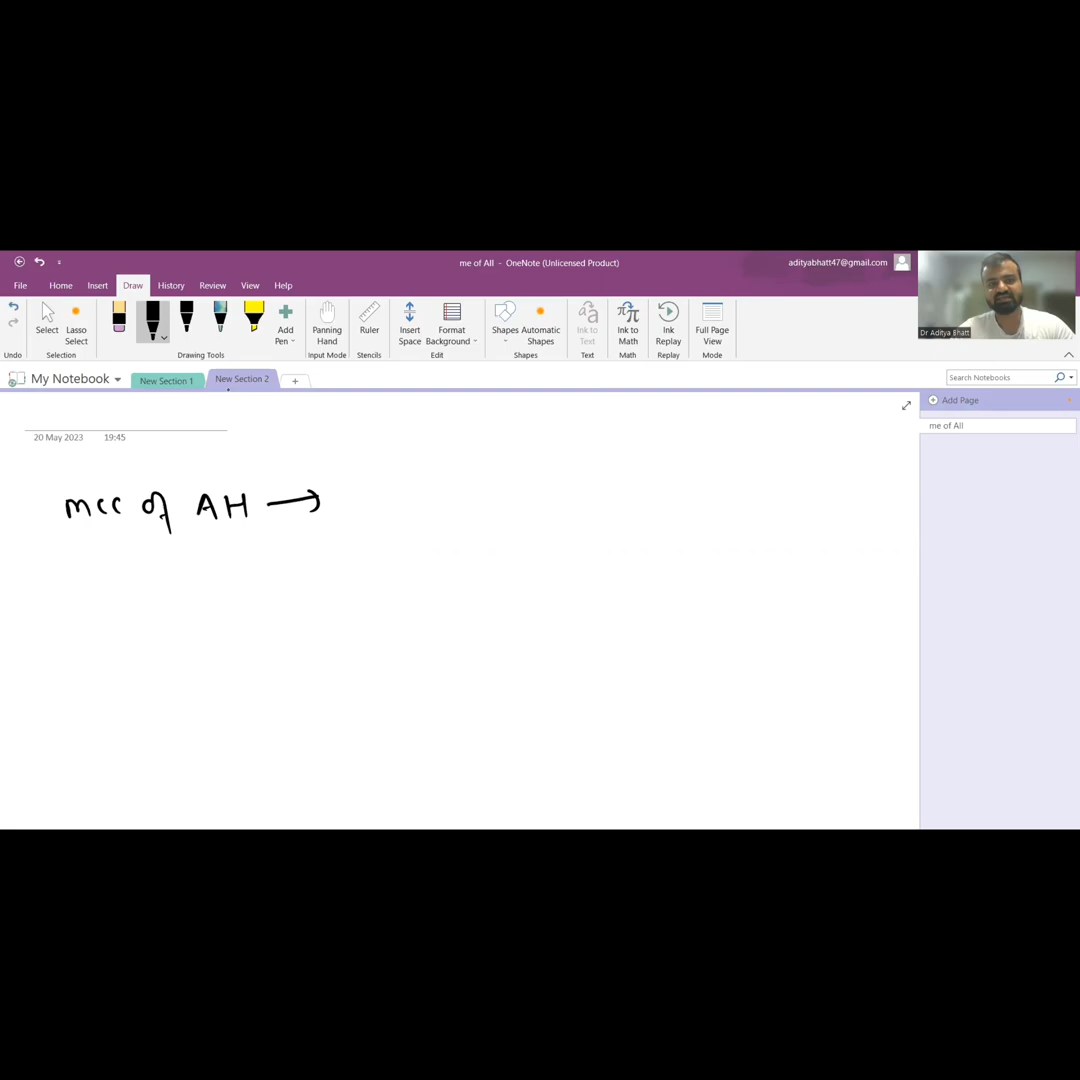 me of All - OneNote (Unlicensed Product)
adityabhatt47@gmail.com
File Home Insert Draw History Review View Help
Undo
Select
Lasso Select
Add Pen
Panning Hand
Ruler
Insert Space
Format Background
Shapes
Automatic Shapes
Ink to Text
Ink to Math
Ink Replay
Full Page View
Undo Selection Drawing Tools Input Mode Stencils Edit Shapes Text Math Replay Mode
Dr Aditya Bhatt
My Notebook New Section 1 New Section 2 +
Search Notebooks
Add Page
me of All
20 May 2023 19:45
mcc of AH →